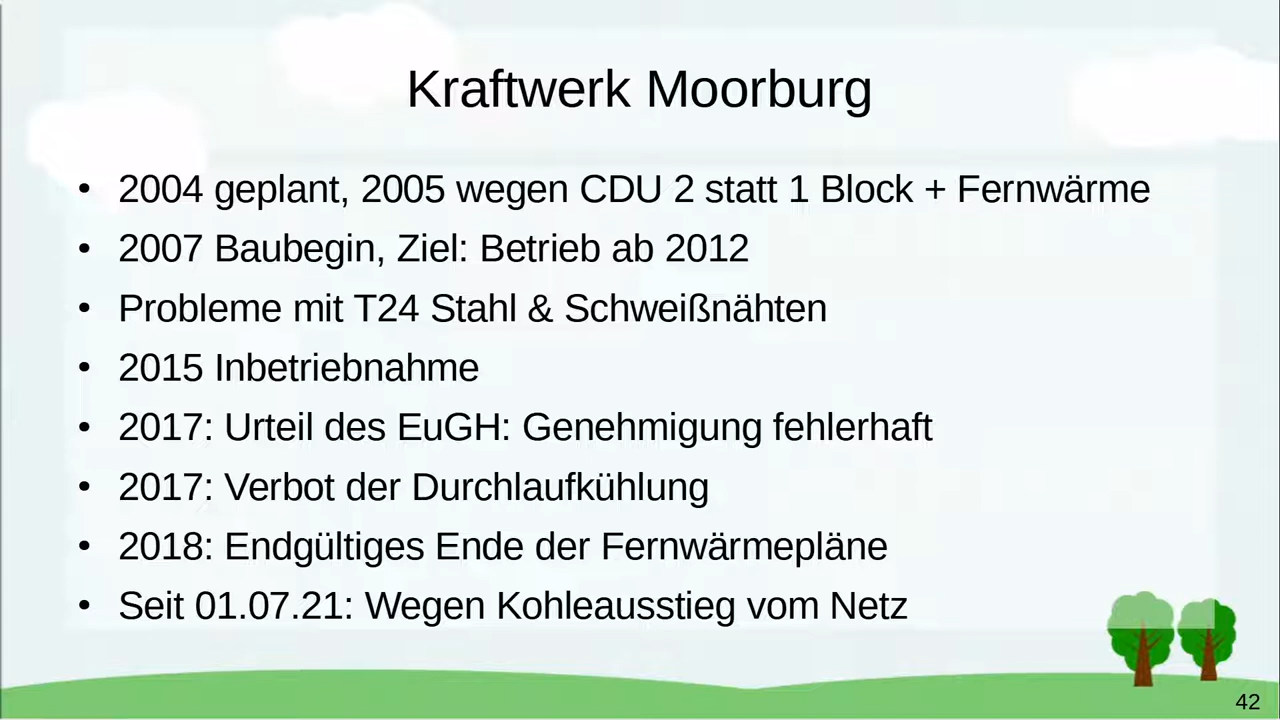 Kraftwerk Moorburg
• 2004 geplant, 2005 wegen CDU 2 statt 1 Block + Fernwärme
• 2007 Baubegin, Ziel: Betrieb ab 2012
• Probleme mit T24 Stahl & Schweißnähten
• 2015 Inbetriebnahme
• 2017: Urteil des EuGH: Genehmigung fehlerhaft
• 2017: Verbot der Durchlaufkühlung
• 2018: Endgültiges Ende der Fernwärmepläne
• Seit 01.07.21: Wegen Kohleausstieg vom Netz
42